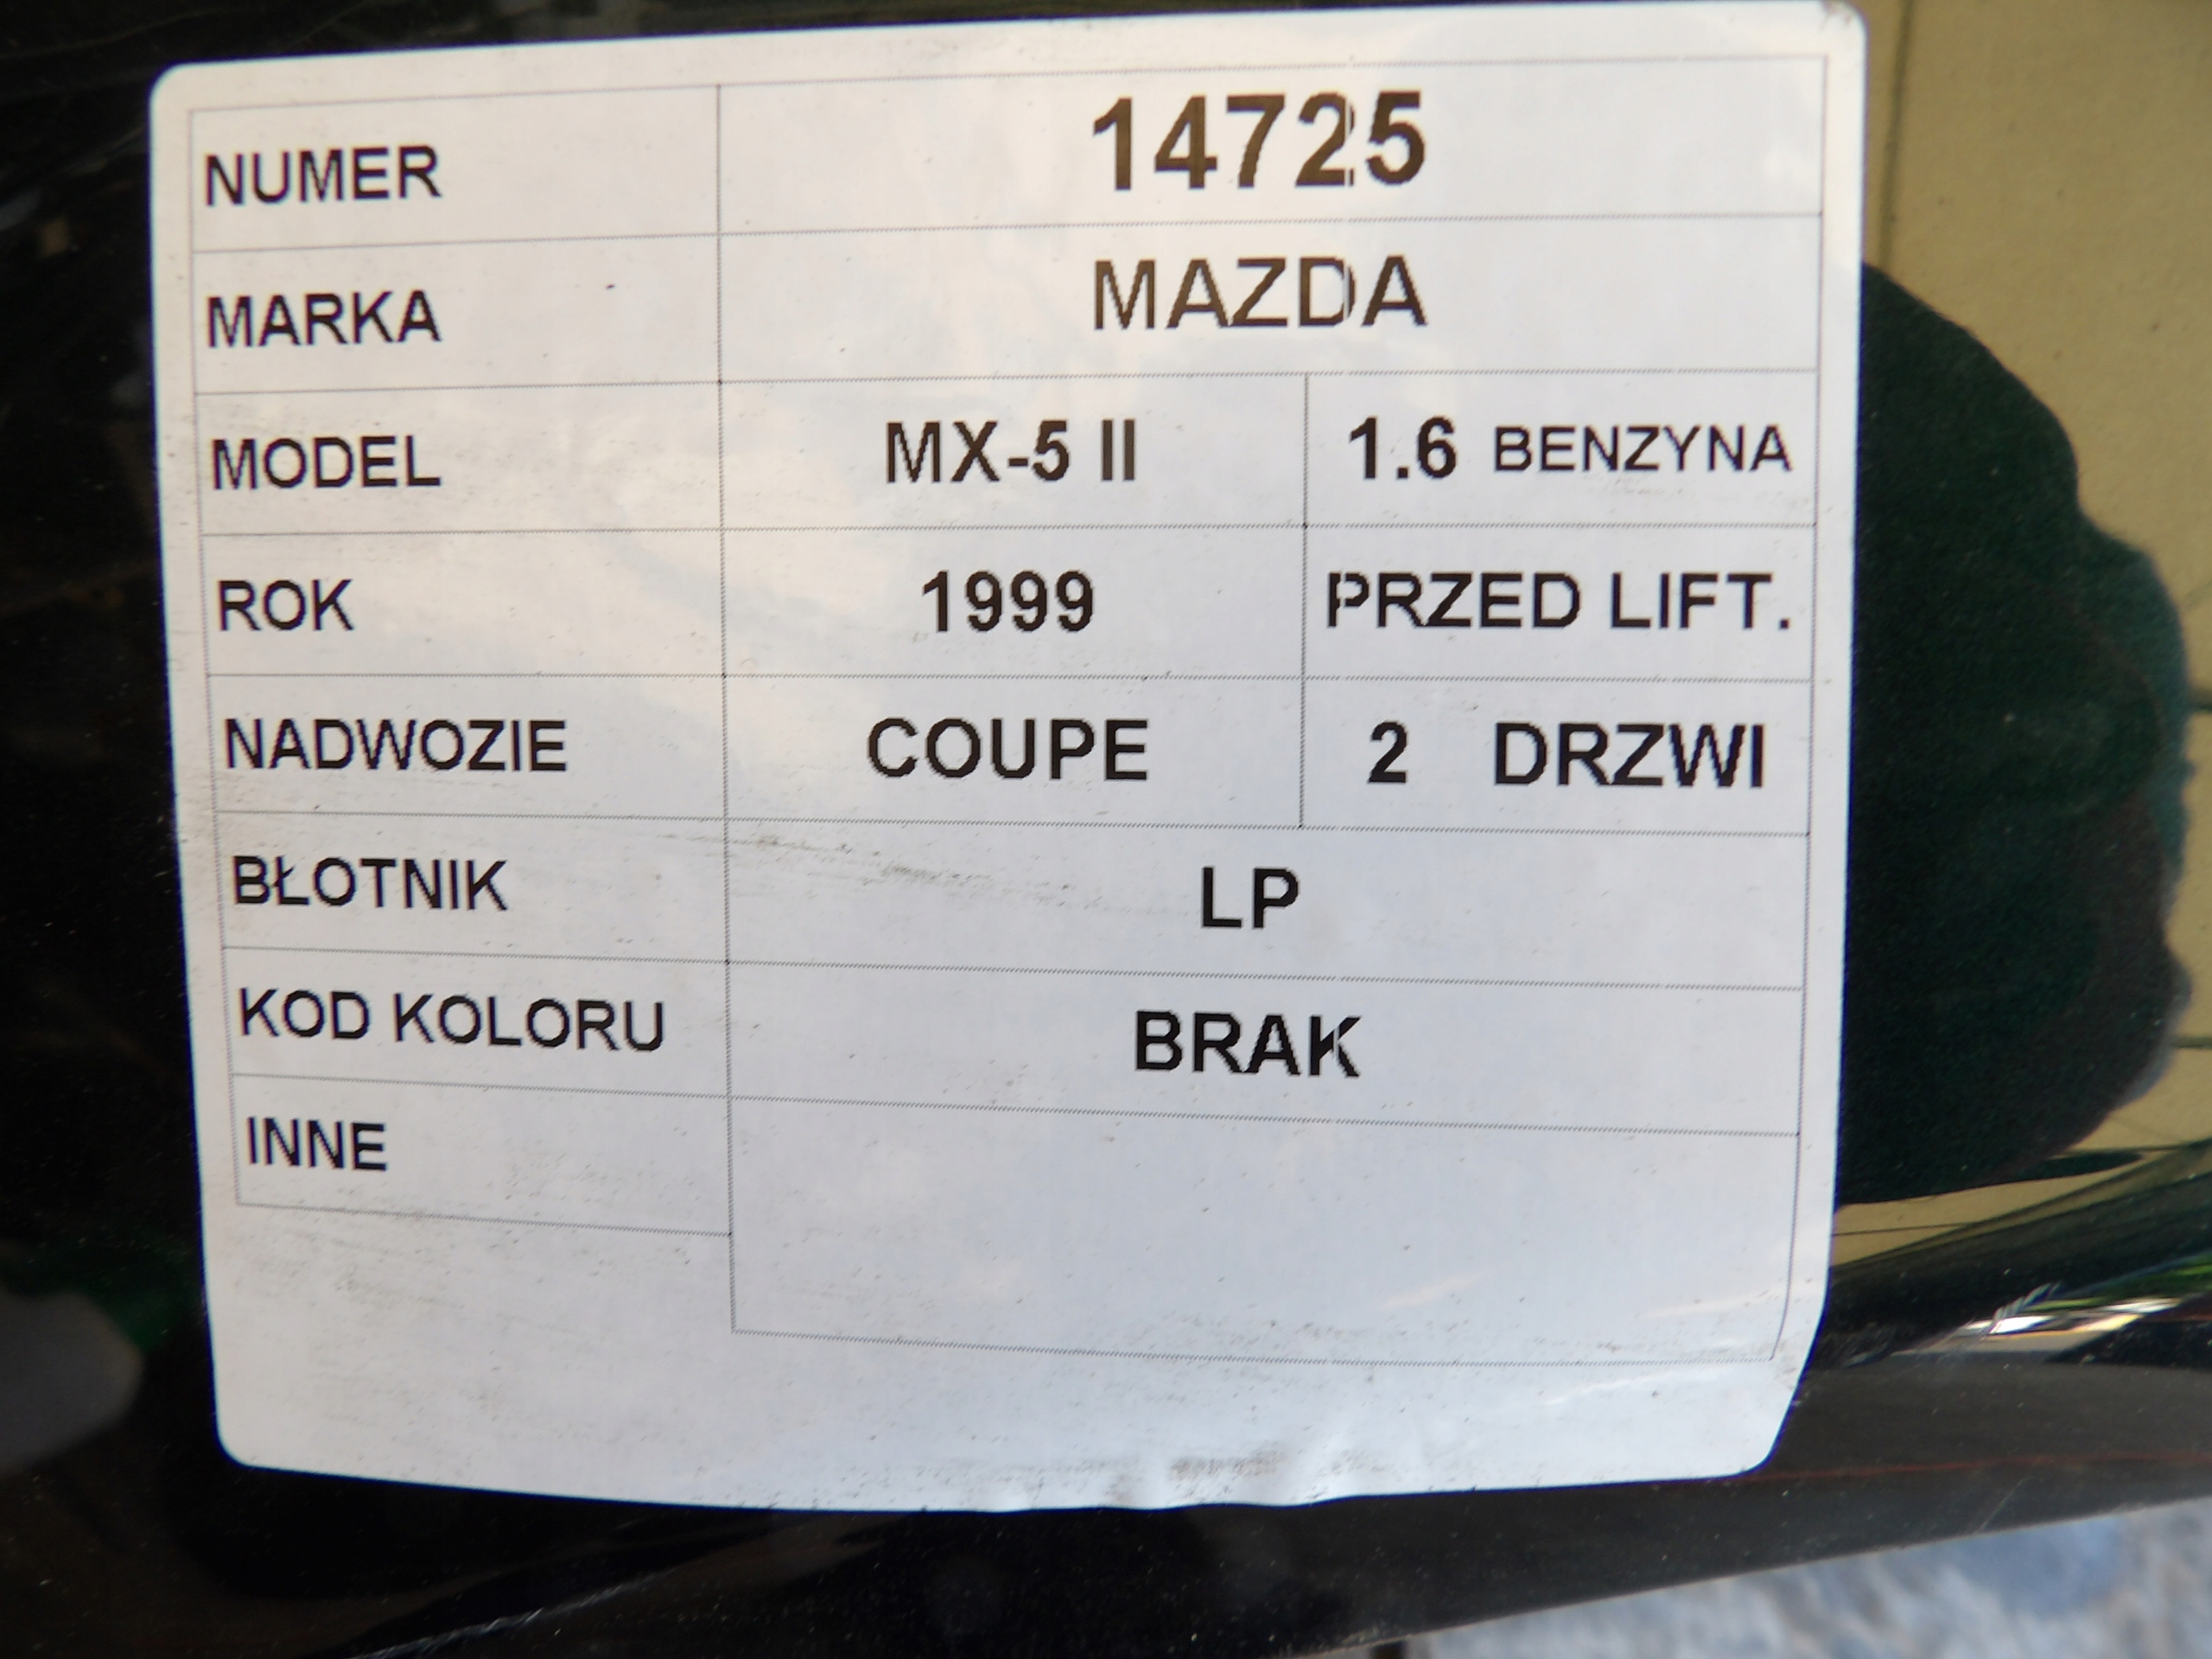 NUMER 14725
MARKA MAZDA
MODEL MX-5 II 1.6 BENZYNA
ROK 1999 PRZED LIFT.
NADWOZIE COUPE 2 DRZWI
BŁOTNIK LP
KOD KOLORU BRAK
INNE